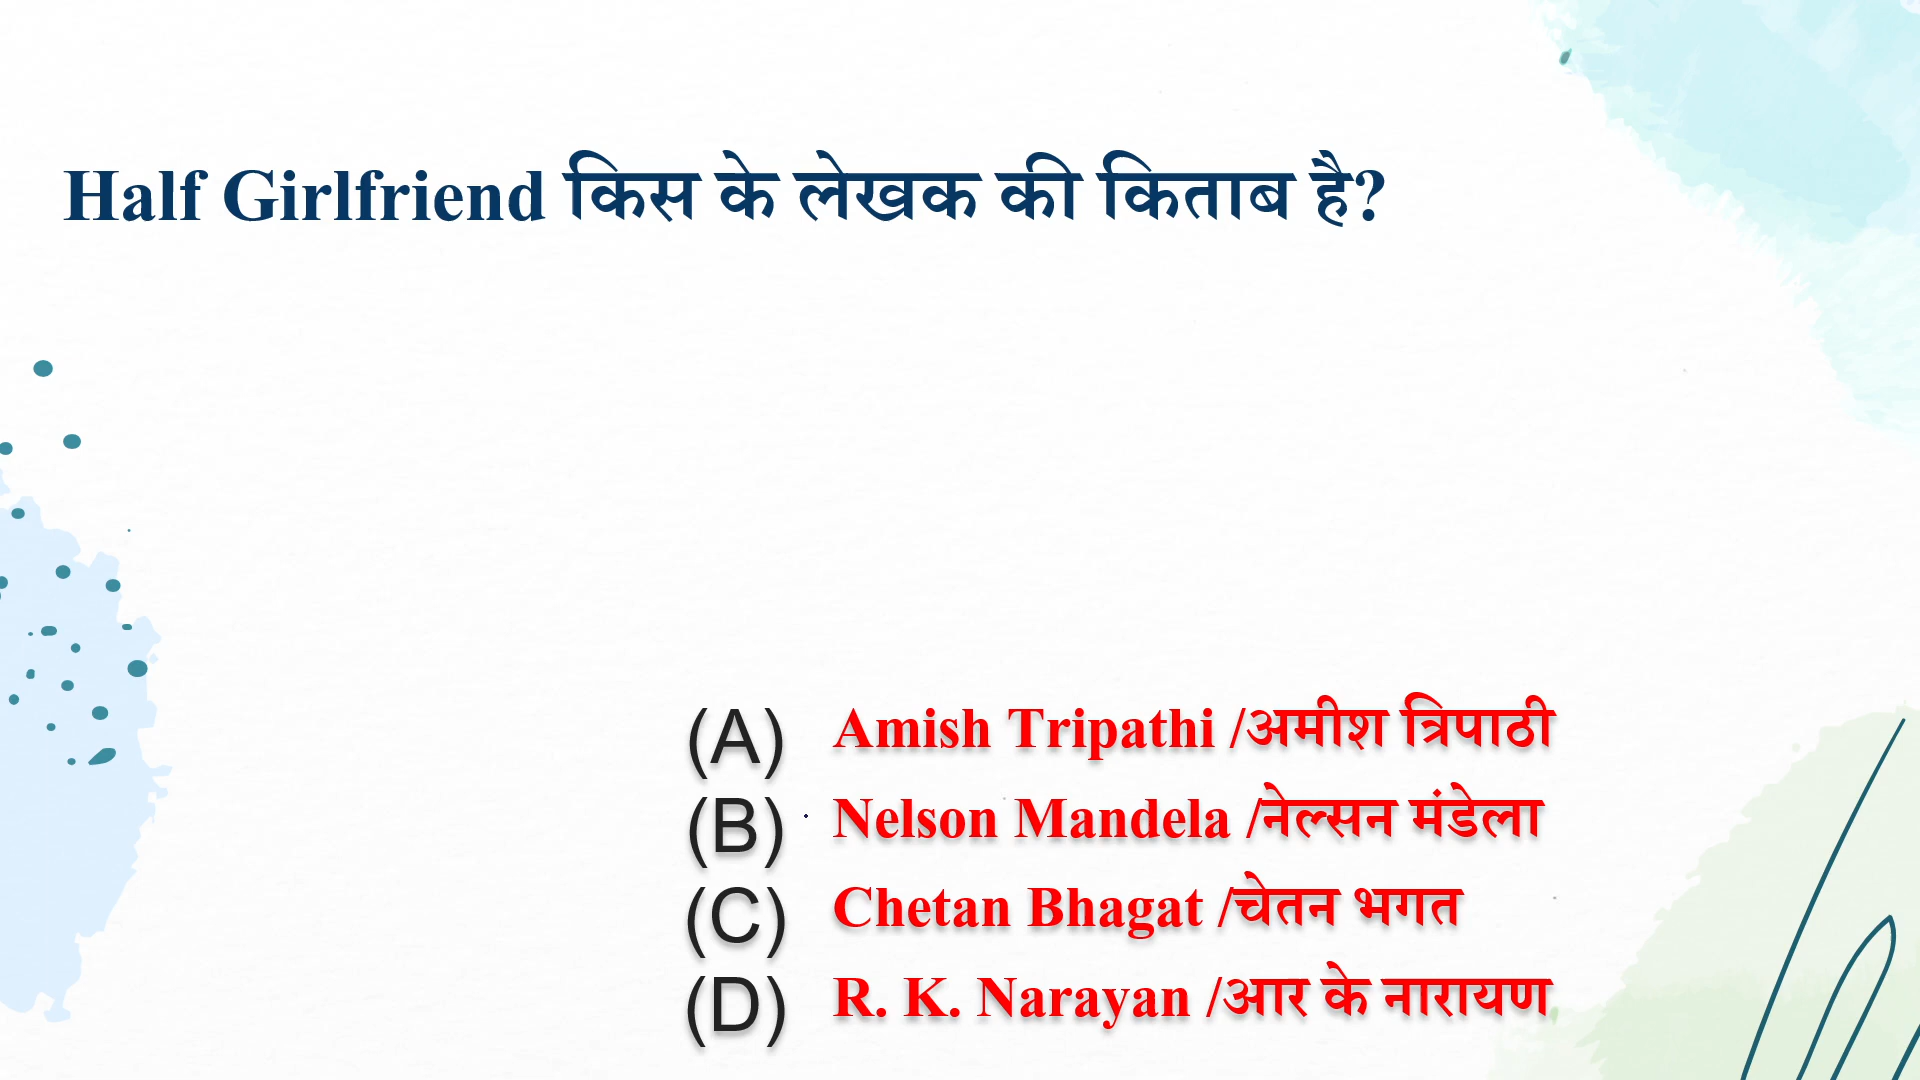 Half Girlfriend किस के लेखक की किताब है?
(A) Amish Tripathi /अमीश त्रिपाठी
(B) Nelson Mandela /नेल्सन मंडेला
(C) Chetan Bhagat /चेतन भगत
(D) R. K. Narayan /आर के नारायण